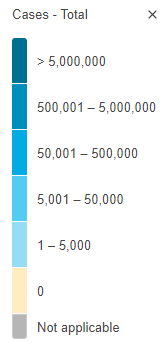 Cases - Total ×
> 5,000,000
500,001 – 5,000,000
50,001 – 500,000
5,001 – 50,000
1 – 5,000
0
Not applicable